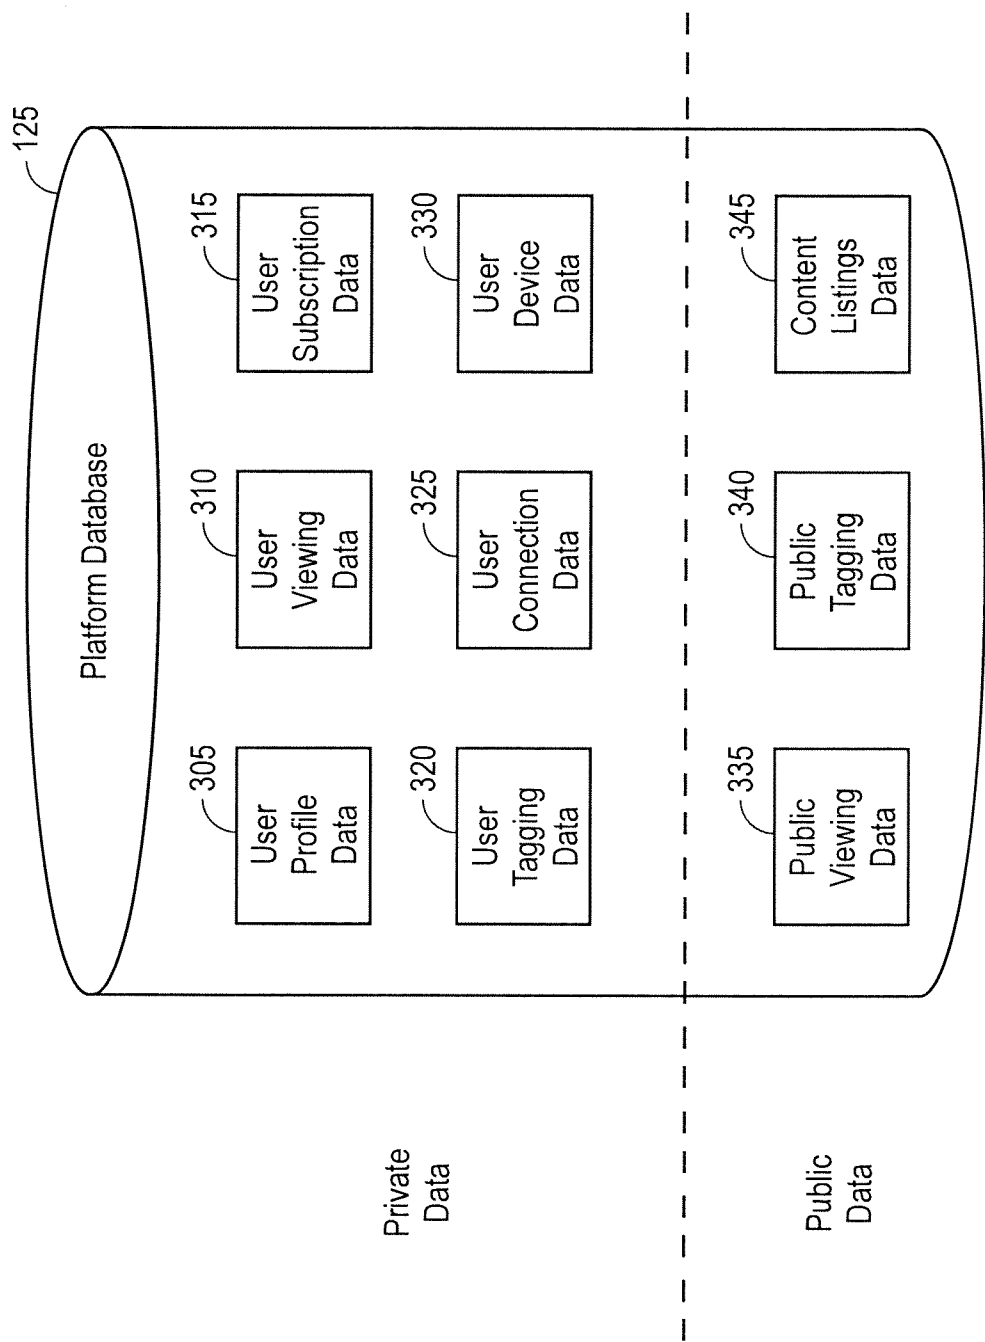 125
Platform Database
305
User
Profile
Data
310
User
Viewing
Data
315
User
Subscription
Data
320
User
Tagging
Data
325
User
Connection
Data
330
User
Device
Data
Private
Data
335
Public
Viewing
Data
340
Public
Tagging
Data
345
Content
Listings
Data
Public
Data